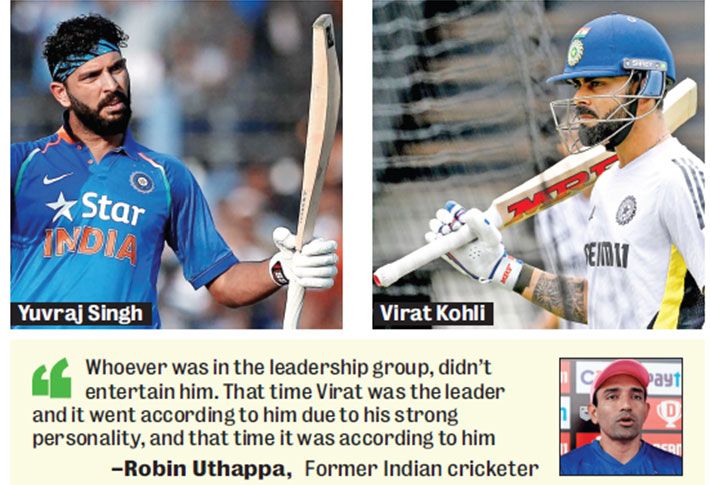 Star
INDIA
Yuvraj Singh
SHREY
MRF
Virat Kohli
Whoever was in the leadership group, didn't
entertain him. That time Virat was the leader
and it went according to him due to his strong
personality, and that time it was according to him
–Robin Uthappa, Former Indian cricketer